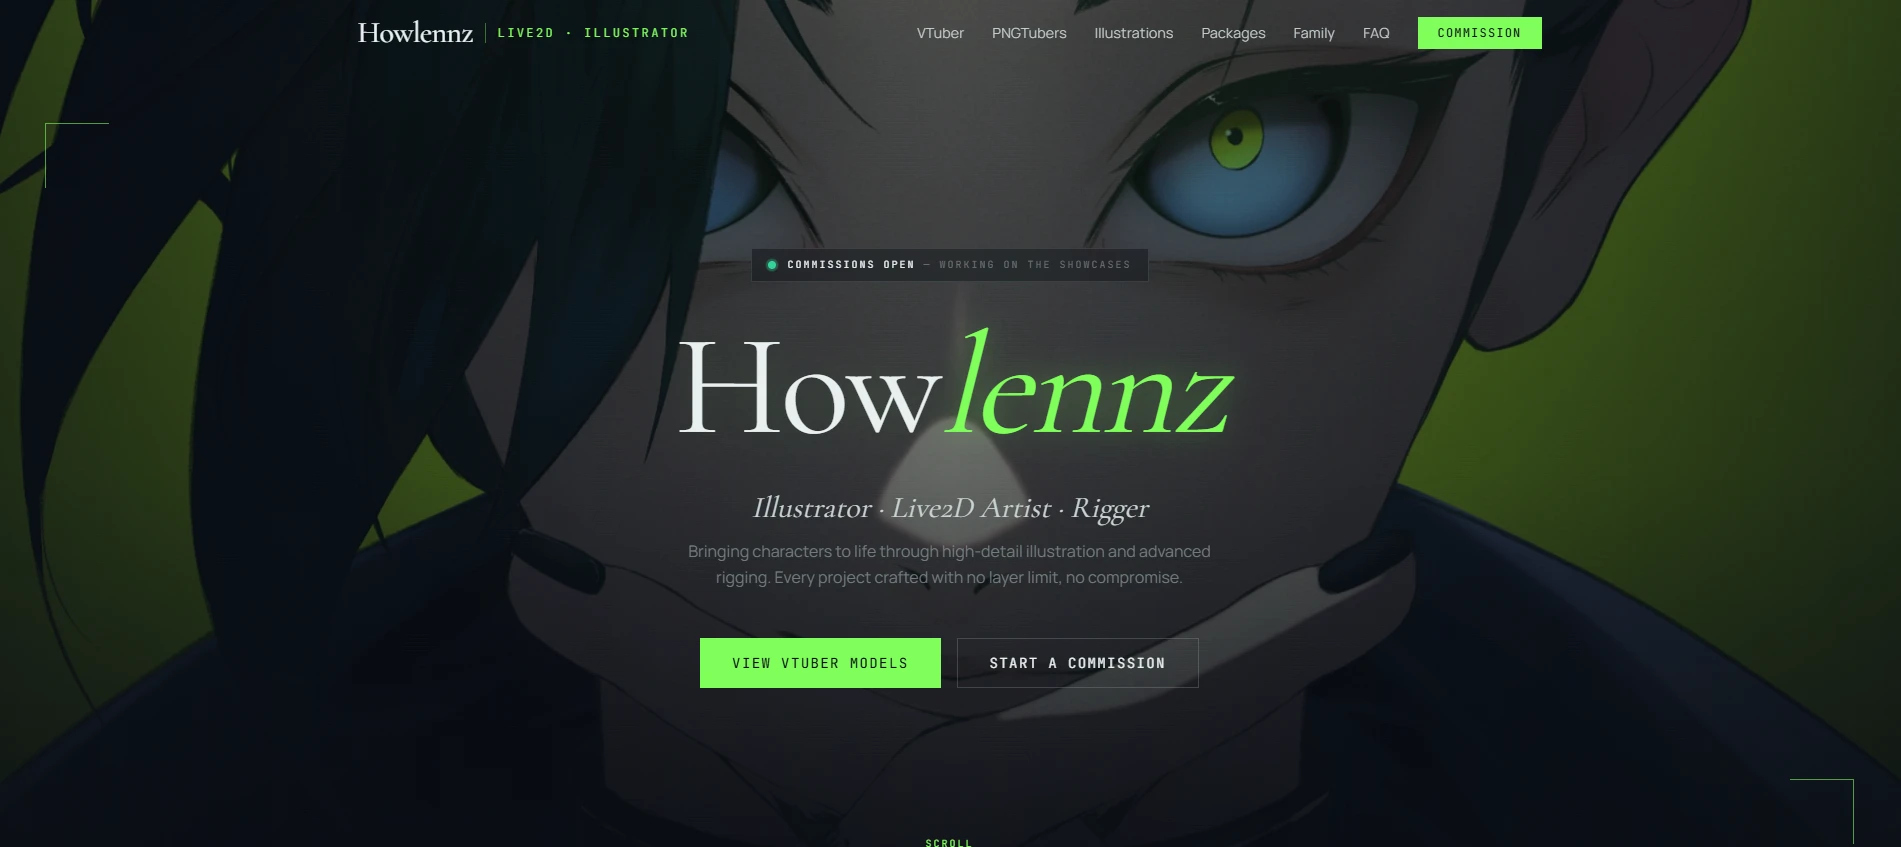 Howlennz LIVE2D · ILLUSTRATOR VTuber PNGTubers Illustrations Packages Family FAQ COMMISSION
COMMISSIONS OPEN — WORKING ON THE SHOWCASES
Howlennz
Illustrator · Live2D Artist · Rigger
Bringing characters to life through high-detail illustration and advanced
rigging. Every project crafted with no layer limit, no compromise.
VIEW VTUBER MODELS START A COMMISSION
SCROLL